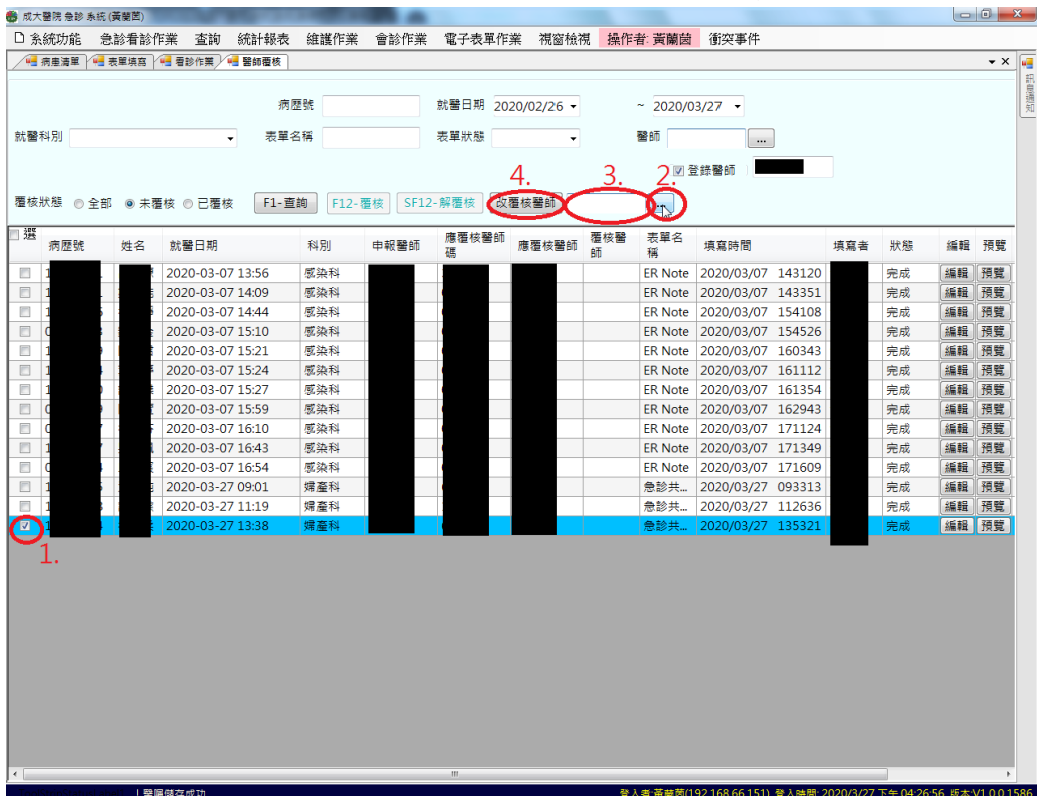 成大醫院 急診 系統 (黃蘭茵)
系統功能 急診看診作業 查詢 統計報表 維護作業 會診作業 電子表單作業 視窗檢視 操作者: 黃蘭茵 衝突事件
病患清單 表單填寫 看診作業 醫師覆核
訊息通知
病歷號 就醫日期 2020/02/26 ~ 2020/03/27
就醫科別 表單名稱 表單狀態 醫師 ...
登錄醫師
4. 3. 2.
覆核狀態 全部 未覆核 已覆核 F1-查詢 F12-覆核 SF12-解覆核 改覆核醫師 ...
選 病歷號 姓名 就醫日期 科別 申報醫師 應覆核醫師碼 應覆核醫師 覆核醫師 表單名稱 填寫時間 填寫者 狀態 編輯 預覽
2020-03-07 13:56 感染科 ER Note 2020/03/07 143120 完成 編輯 預覽
2020-03-07 14:09 感染科 ER Note 2020/03/07 143351 完成 編輯 預覽
2020-03-07 14:44 感染科 ER Note 2020/03/07 154108 完成 編輯 預覽
2020-03-07 15:10 感染科 ER Note 2020/03/07 154526 完成 編輯 預覽
2020-03-07 15:21 感染科 ER Note 2020/03/07 160343 完成 編輯 預覽
2020-03-07 15:24 感染科 ER Note 2020/03/07 161112 完成 編輯 預覽
2020-03-07 15:27 感染科 ER Note 2020/03/07 161354 完成 編輯 預覽
2020-03-07 15:59 感染科 ER Note 2020/03/07 162943 完成 編輯 預覽
2020-03-07 16:10 感染科 ER Note 2020/03/07 171124 完成 編輯 預覽
2020-03-07 16:43 感染科 ER Note 2020/03/07 171349 完成 編輯 預覽
2020-03-07 16:54 感染科 ER Note 2020/03/07 171609 完成 編輯 預覽
2020-03-27 09:01 婦產科 急診共... 2020/03/27 093313 完成 編輯 預覽
2020-03-27 11:19 婦產科 急診共... 2020/03/27 112636 完成 編輯 預覽
2020-03-27 13:38 婦產科 急診共... 2020/03/27 135321 完成 編輯 預覽
1.
醫囑儲存成功 登入者:黃蘭茵(192.168.66.151) 登入時間: 2020/3/27 下午 04:26:56 版本:V1.0.0.1586